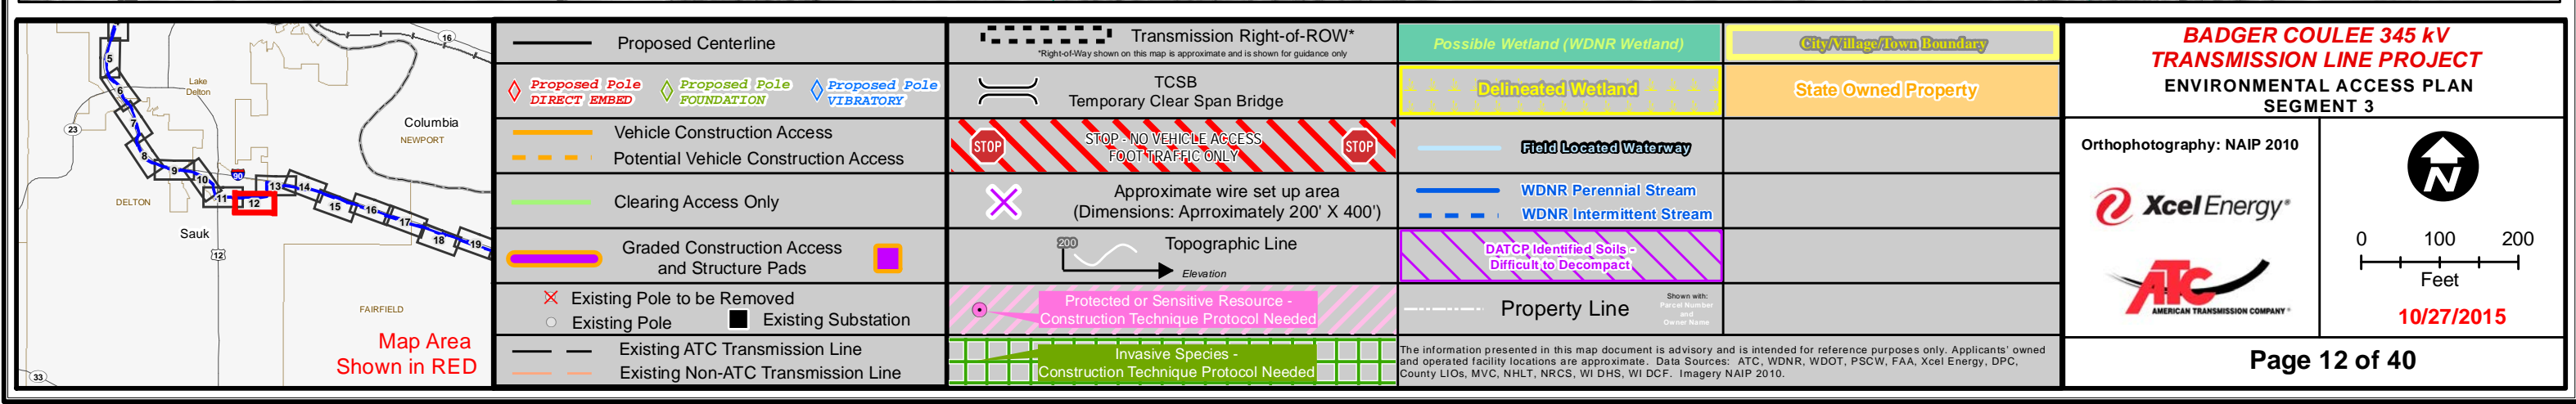 16
5
Lake
Delton
6
Columbia
7
23
NEWPORT
8
9
90
10
13
14
11
12
DELTON
15
16
17
Sauk
18
19
12
FAIRFIELD
Map Area
Shown in RED
33
Proposed Centerline
Proposed Pole
DIRECT EMBED
Proposed Pole
FOUNDATION
Proposed Pole
VIBRATORY
Vehicle Construction Access
Potential Vehicle Construction Access
Clearing Access Only
Graded Construction Access
and Structure Pads
Existing Pole to be Removed
Existing Pole
Existing Substation
Existing ATC Transmission Line
Existing Non-ATC Transmission Line
Transmission Right-of-ROW*
*Right-of-Way shown on this map is approximate and is shown for guidance only
TCSB
Temporary Clear Span Bridge
STOP
STOP - NO VEHICLE ACCESS
FOOT TRAFFIC ONLY
STOP
Approximate wire set up area
(Dimensions: Aprroximately 200' X 400')
200
Topographic Line
Elevation
Protected or Sensitive Resource -
Construction Technique Protocol Needed
Invasive Species -
Construction Technique Protocol Needed
Possible Wetland (WDNR Wetland)
Delineated Wetland
Field Located Waterway
WDNR Perennial Stream
WDNR Intermittent Stream
DATCP Identified Soils -
Difficult to Decompact
Property Line
Shown with:
Parcel Number
and
Owner Name
City/Village/Town Boundary
State Owned Property
The information presented in this map document is advisory and is intended for reference purposes only. Applicants' owned
and operated facility locations are approximate. Data Sources: ATC, WDNR, WDOT, PSCW, FAA, Xcel Energy, DPC,
County LIOs, MVC, NHLT, NRCS, WI DHS, WI DCF. Imagery NAIP 2010.
BADGER COULEE 345 kV
TRANSMISSION LINE PROJECT
ENVIRONMENTAL ACCESS PLAN
SEGMENT 3
Orthophotography: NAIP 2010
Xcel Energy®
ATC
AMERICAN TRANSMISSION COMPANY®
N
0 100 200
Feet
10/27/2015
Page 12 of 40